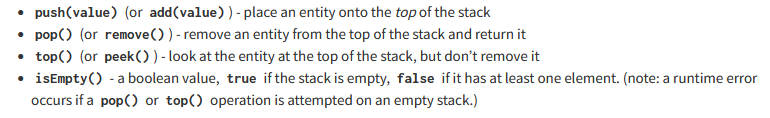 • push(value) (or add(value)) - place an entity onto the top of the stack
• pop() (or remove()) - remove an entity from the top of the stack and return it
• top() (or peek()) - look at the entity at the top of the stack, but don’t remove it
• isEmpty() - a boolean value, true if the stack is empty, false if it has at least one element. (note: a runtime error
occurs if a pop() or top() operation is attempted on an empty stack.)